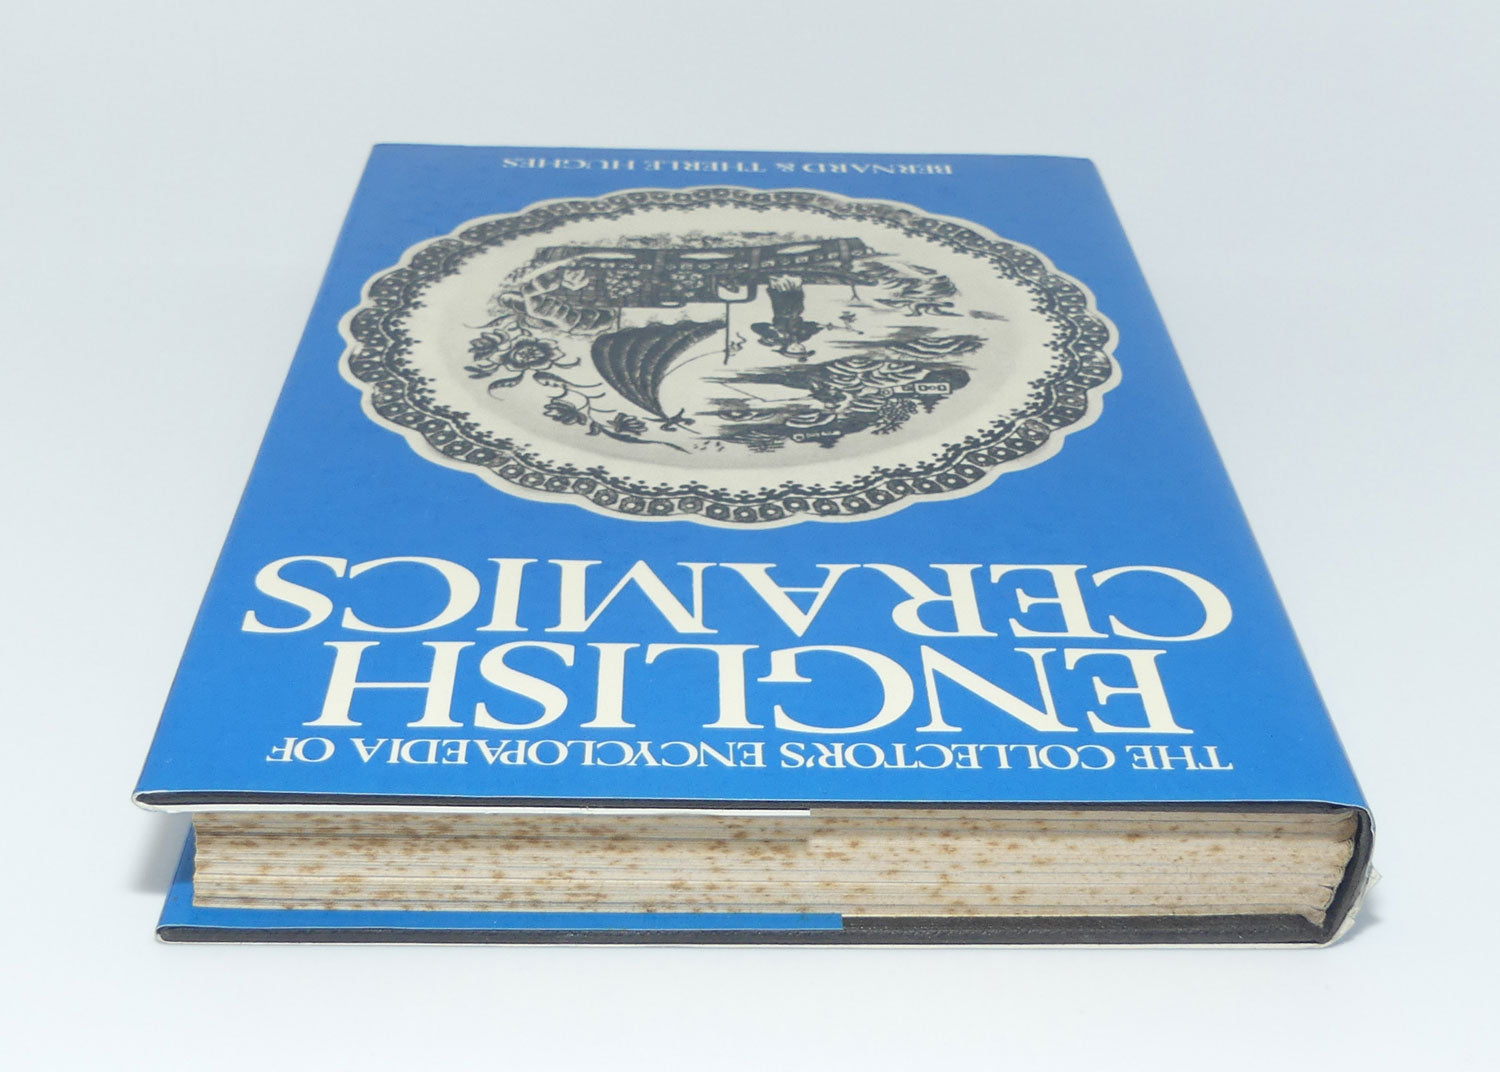 THE COLLECTOR'S ENCYCLOPAEDIA OF
ENGLISH
CERAMICS
BERNARD & THERLE HUGHES